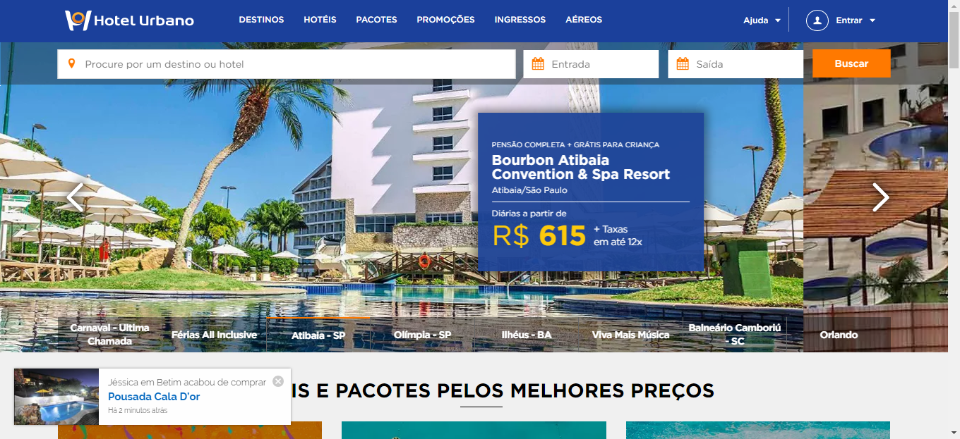 Hotel Urbano
DESTINOS HOTÉIS PACOTES PROMOÇÕES INGRESSOS AÉREOS
Ajuda
Entrar
Procure por um destino ou hotel
Entrada
Saída
Buscar
PENSÃO COMPLETA + GRÁTIS PARA CRIANÇA
Bourbon Atibaia
Convention & Spa Resort
Atibaia/São Paulo
Diárias a partir de
R$ 615
+ Taxas
em até 12x
Carnaval - Ultima
Chamada
Férias All Inclusive
Atibaia - SP
Olímpia - SP
Ilhéus - BA
Viva Mais Música
Balneário Camboriú
- SC
Orlando
IS E PACOTES PELOS MELHORES PREÇOS
Jéssica em Betim acabou de comprar
Pousada Cala D'or
Há 2 minutos atrás